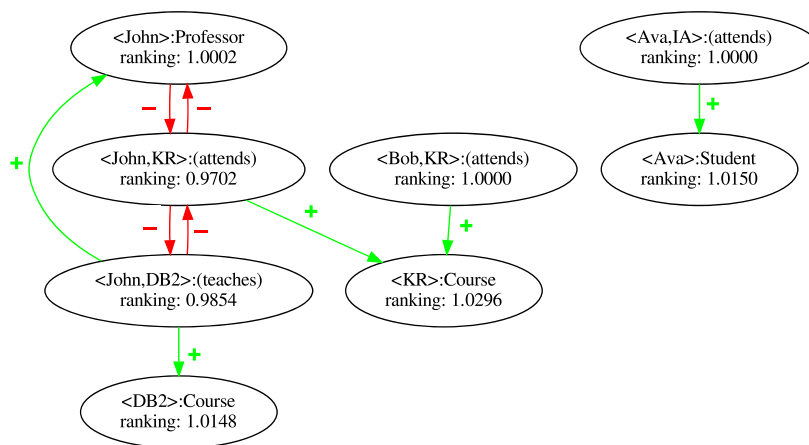 <John>:Professor
ranking: 1.0002
<Ava,IA>:(attends)
ranking: 1.0000
−
−
+
+
<John,KR>:(attends)
ranking: 0.9702
<Bob,KR>:(attends)
ranking: 1.0000
<Ava>:Student
ranking: 1.0150
−
−
+
+
<John,DB2>:(teaches)
ranking: 0.9854
<KR>:Course
ranking: 1.0296
+
<DB2>:Course
ranking: 1.0148